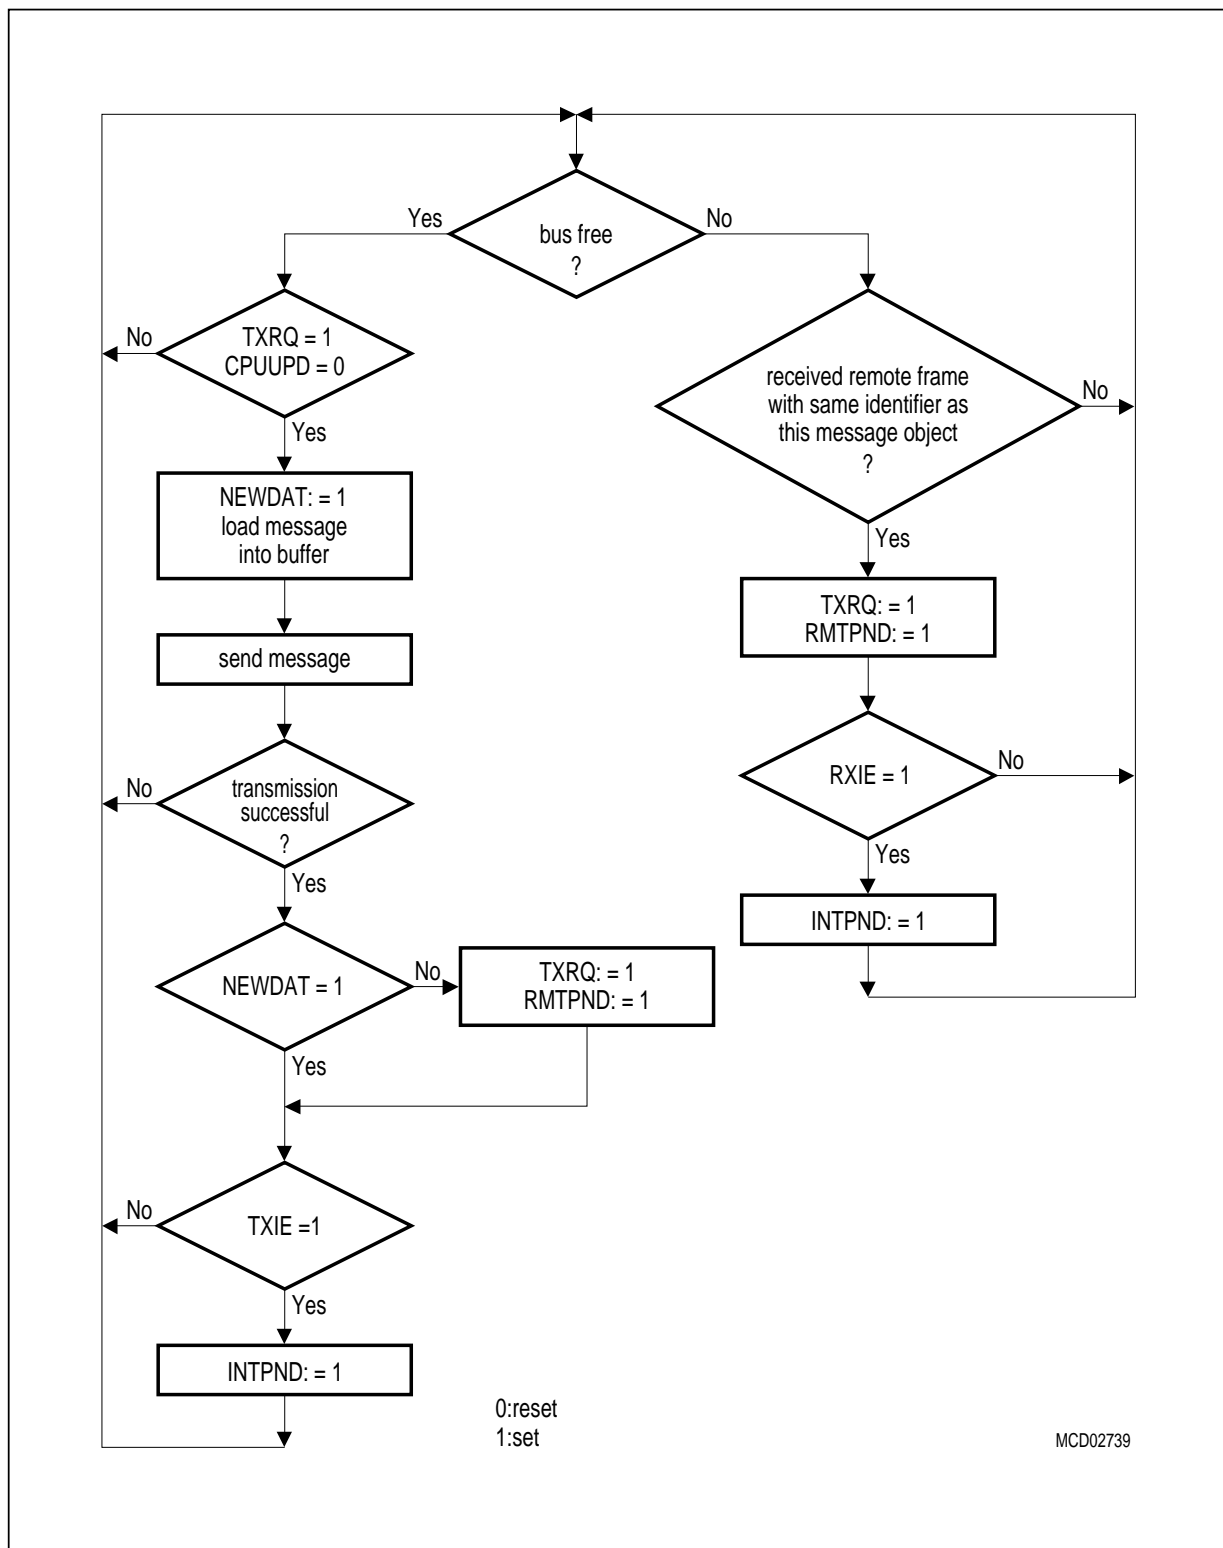 bus free
?
Yes
No
TXRQ = 1
CPUUPD = 0
No
Yes
received remote frame
with same identifier as
this message object
?
No
Yes
NEWDAT: = 1
load message
into buffer
TXRQ: = 1
RMTPND: = 1
send message
transmission
successful
?
No
Yes
RXIE = 1
No
Yes
INTPND: = 1
NEWDAT = 1
No
Yes
TXRQ: = 1
RMTPND: = 1
TXIE =1
No
Yes
INTPND: = 1
0:reset
1:set
MCD02739